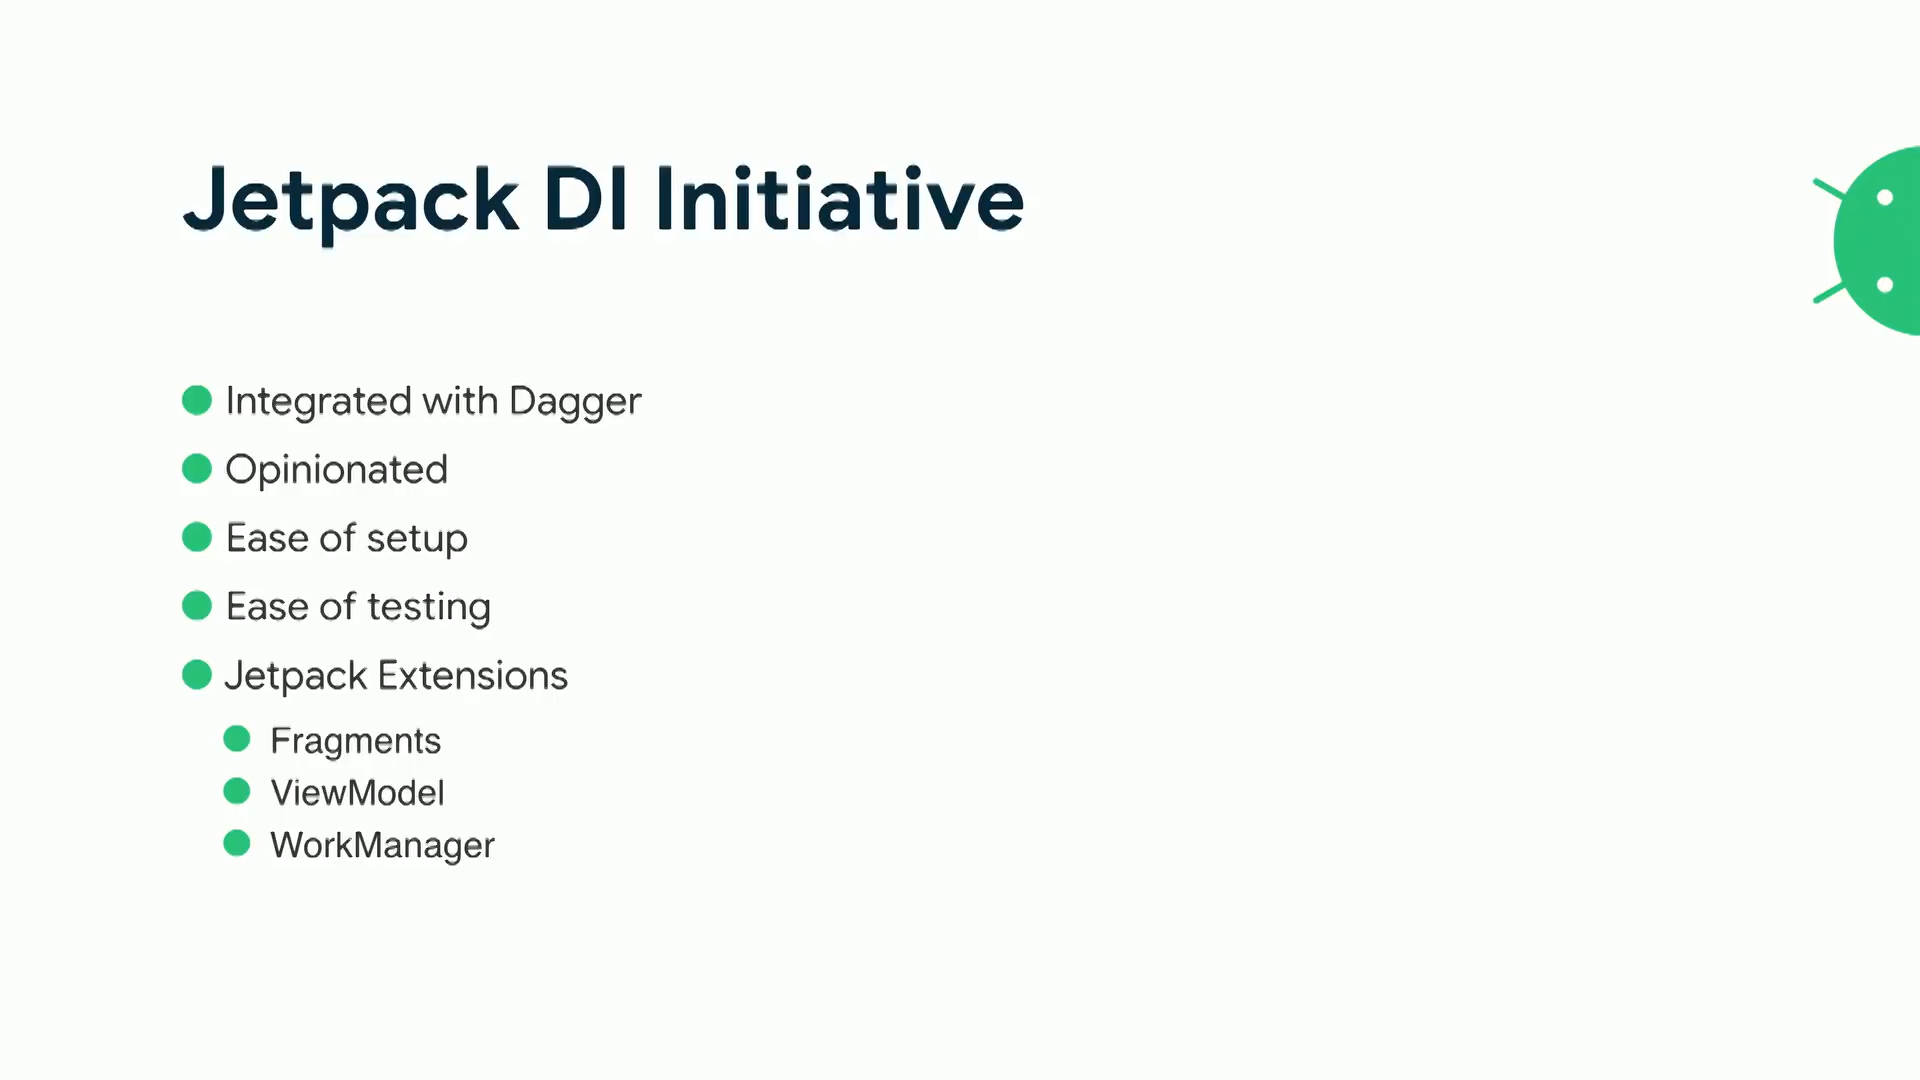 Jetpack DI Initiative
Integrated with Dagger
Opinionated
Ease of setup
Ease of testing
Jetpack Extensions
Fragments
ViewModel
WorkManager